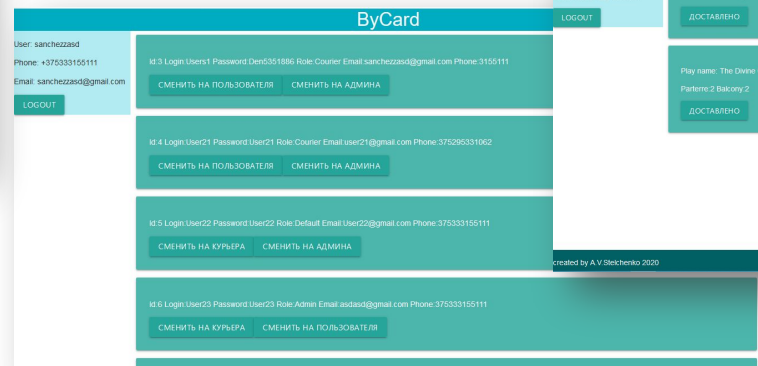 ByCard
User: sanchezzasd
Phone: +375333155111
Email: sanchezzasd@gmail.com
LOGOUT
Id:3 Login:Users1 Password:Den5351886 Role:Courier Email:sanchezzasd@gmail.com Phone:3155111
СМЕНИТЬ НА ПОЛЬЗОВАТЕЛЯ СМЕНИТЬ НА АДМИНА
Id:4 Login:User21 Password:User21 Role:Courier Email:user21@gmail.com Phone:375295331062
СМЕНИТЬ НА ПОЛЬЗОВАТЕЛЯ СМЕНИТЬ НА АДМИНА
Id:5 Login:User22 Password:User22 Role:Default Email:User22@gmail.com Phone:375333155111
СМЕНИТЬ НА КУРЬЕРА СМЕНИТЬ НА АДМИНА
Id:6 Login:User23 Password:User23 Role:Admin Email:asdasd@gmail.com Phone:375333155111
СМЕНИТЬ НА КУРЬЕРА СМЕНИТЬ НА ПОЛЬЗОВАТЕЛЯ
LOGOUT
ДОСТАВЛЕНО
Play name: The Divine
Parterre:2 Balcony:2
ДОСТАВЛЕНО
created by A.V.Stelchenko 2020